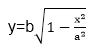 y=b√(1 − x²/a²)